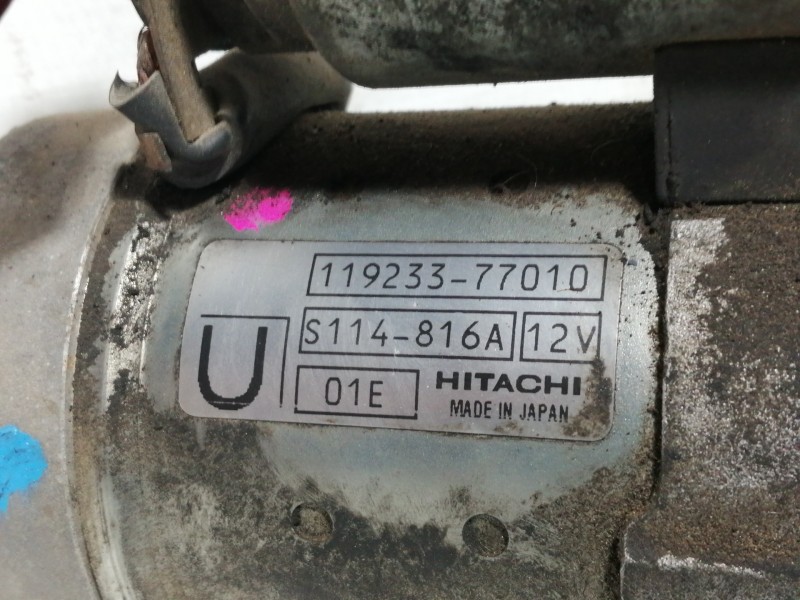 119233-77010
S114-816A 12V
U
01E HITACHI
MADE IN JAPAN